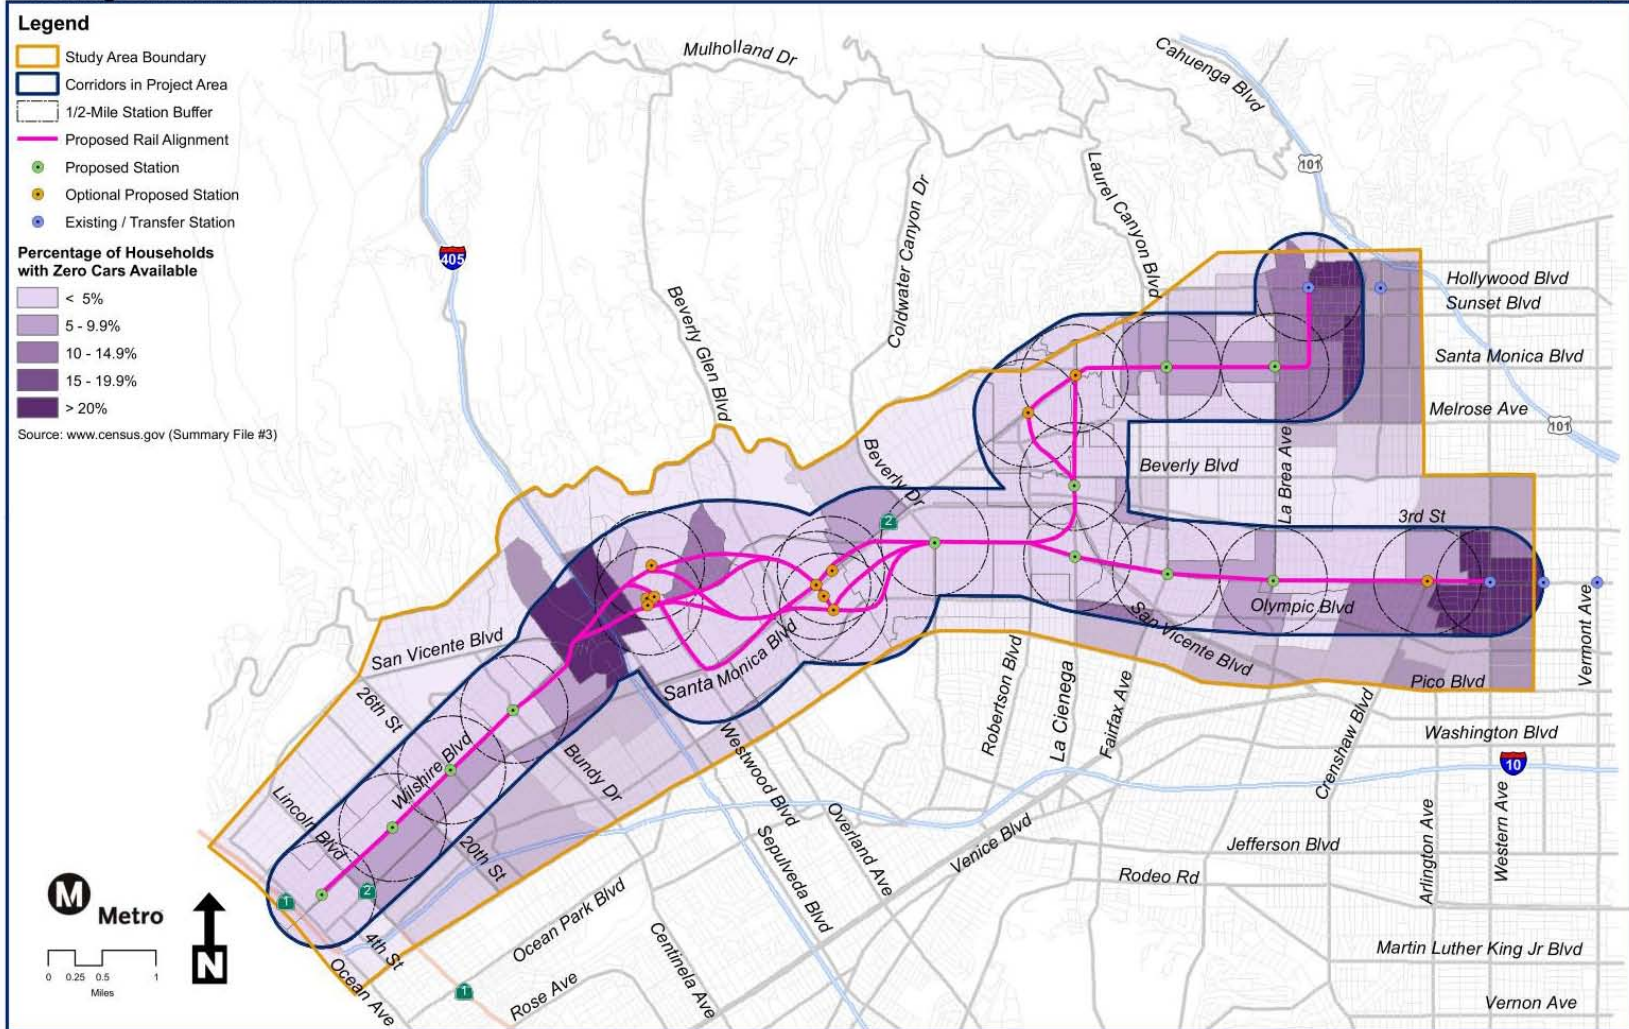 Legend
Study Area Boundary
Corridors in Project Area
1/2-Mile Station Buffer
Proposed Rail Alignment
Proposed Station
Optional Proposed Station
Existing / Transfer Station
Percentage of Households
with Zero Cars Available
< 5%
5 - 9.9%
10 - 14.9%
15 - 19.9%
> 20%
Source: www.census.gov (Summary File #3)
Mulholland Dr
Cahuenga Blvd
101
405
Coldwater Canyon Dr
Laurel Canyon Blvd
Beverly Glen Blvd
Hollywood Blvd
Sunset Blvd
Santa Monica Blvd
Melrose Ave
101
Beverly Dr
Beverly Blvd
La Brea Ave
2
3rd St
Olympic Blvd
San Vicente Blvd
Vermont Ave
San Vicente Blvd
Santa Monica Blvd
Robertson Blvd
La Cienega
Fairfax Ave
Pico Blvd
26th St
Washington Blvd
Crenshaw Blvd
10
Wilshire Blvd
Bundy Dr
Westwood Blvd
Lincoln Blvd
20th St
Sepulveda Blvd
Overland Ave
Venice Blvd
Jefferson Blvd
Arlington Ave
Western Ave
Rodeo Rd
2
1
M
Metro
N
4th St
Ocean Park Blvd
Centinela Ave
Martin Luther King Jr Blvd
0 0.25 0.5 1
Miles
Ocean Ave
1
Rose Ave
Vernon Ave